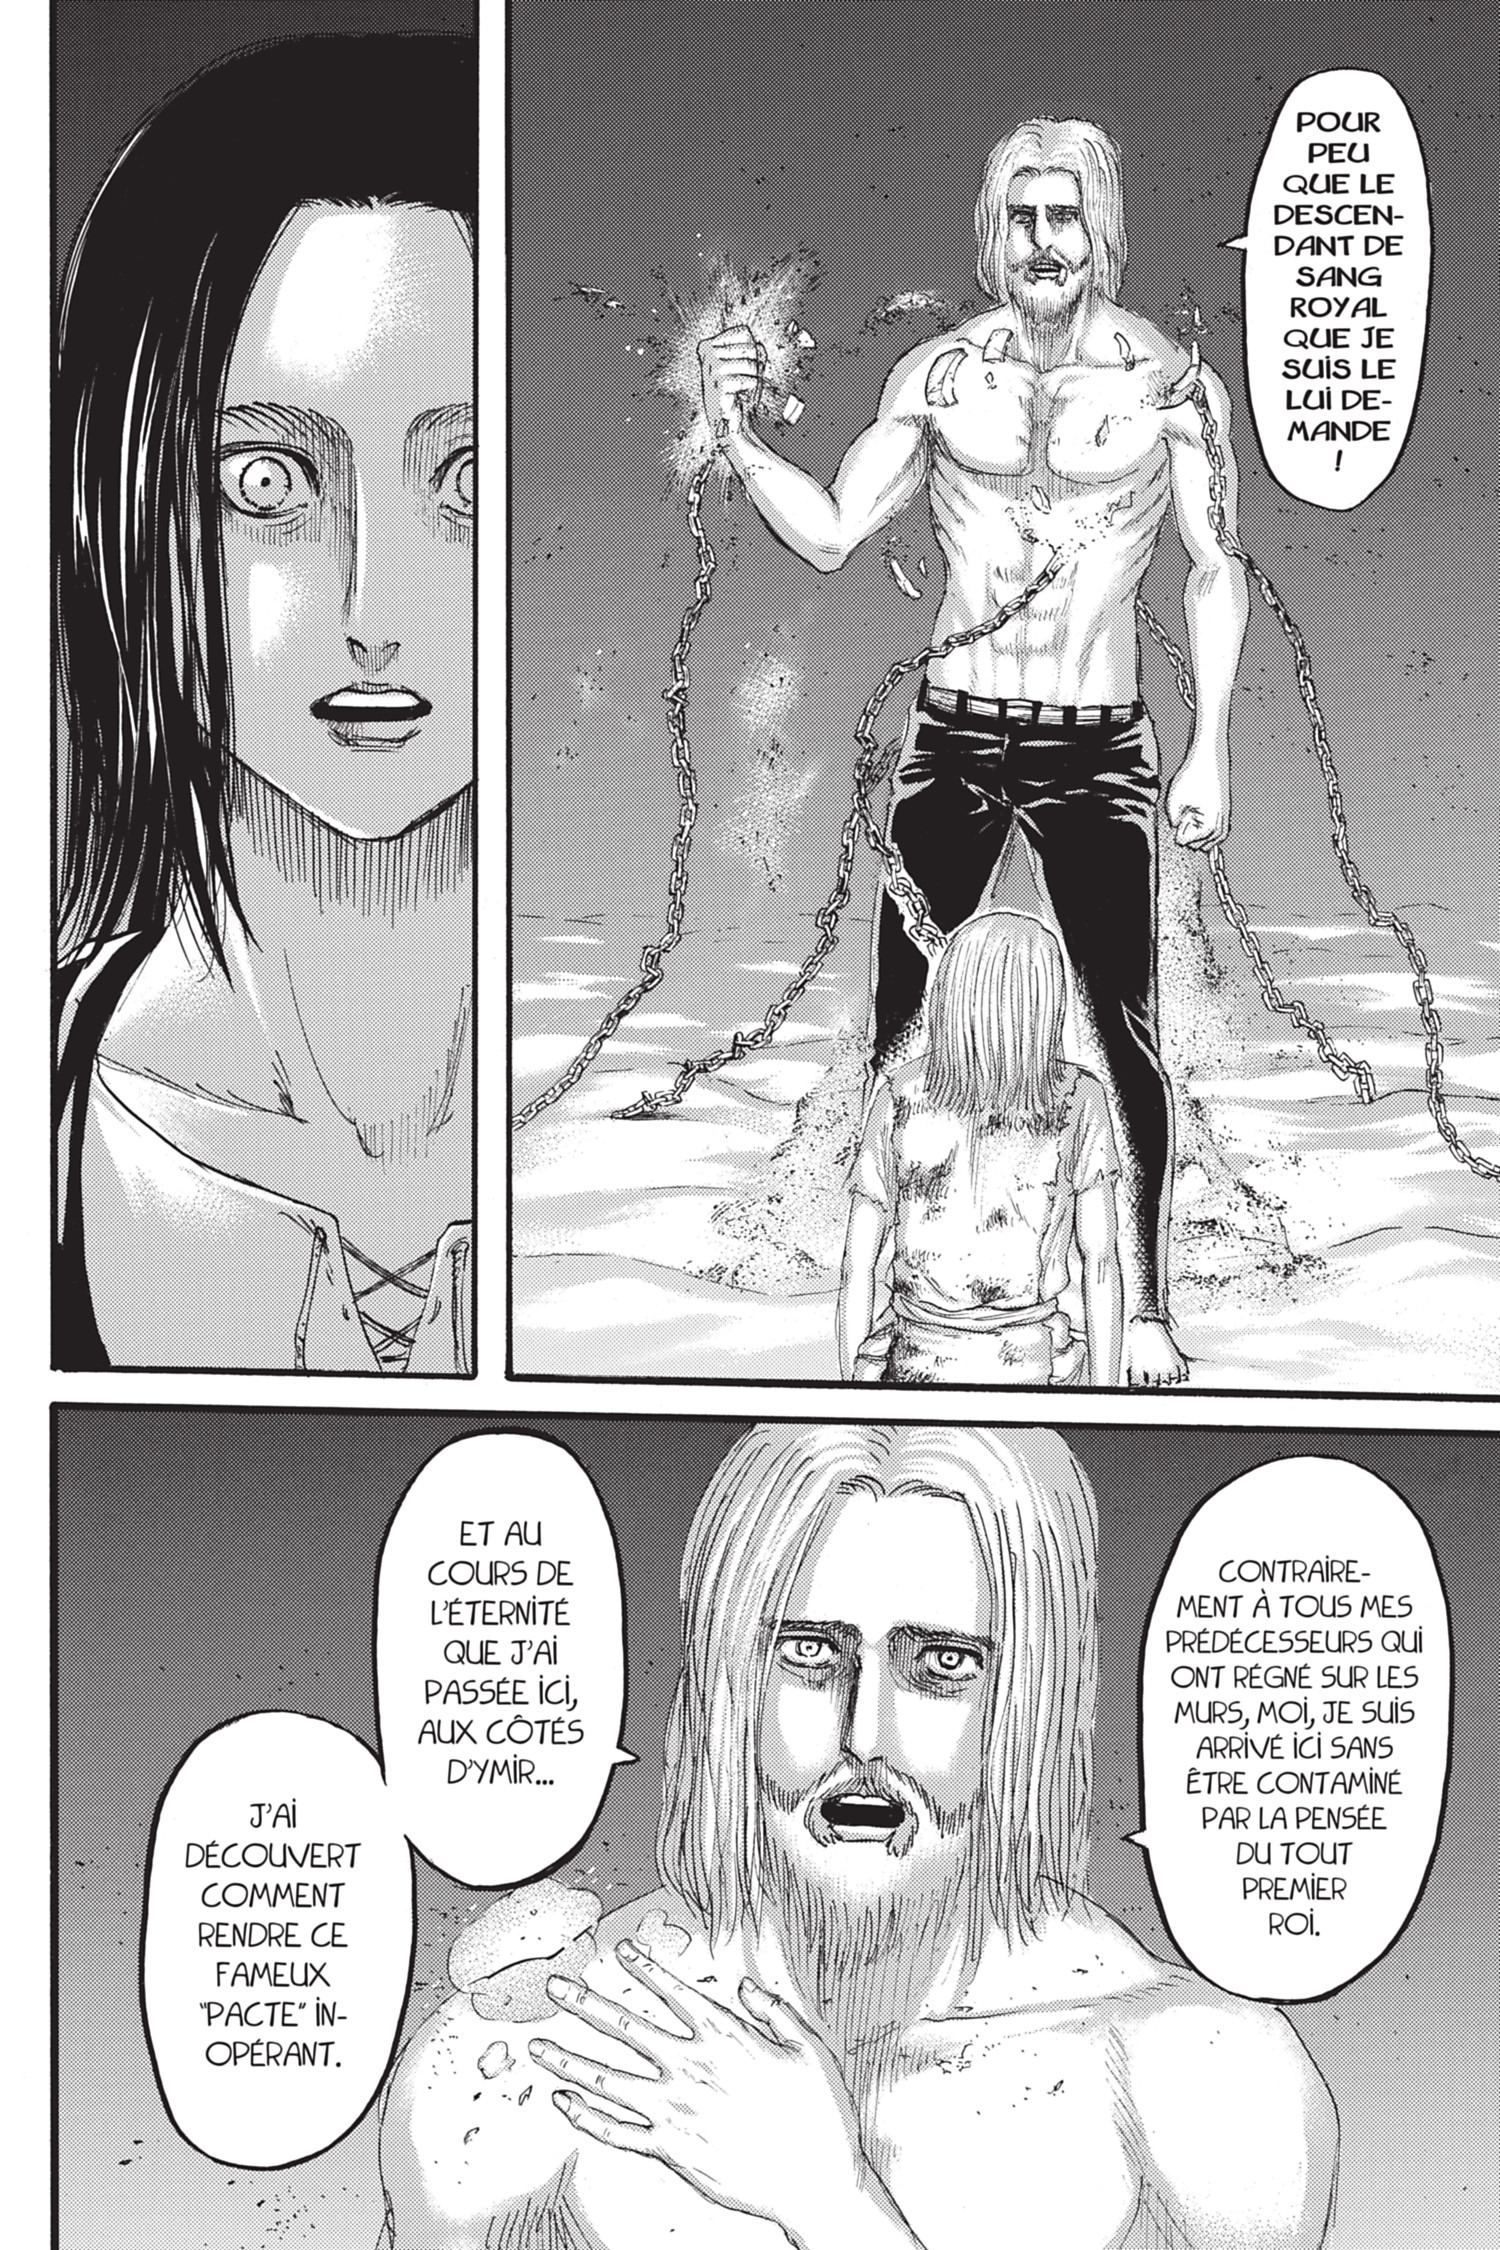 POUR
PEU
QUE LE
DESCEN-
DANT DE
SANG
ROYAL
QUE JE
SUIS LE
LUI DE-
MANDE
!
CONTRAIRE-
MENT À TOUS MES
PRÉDÉCESSEURS QUI
ONT RÉGNÉ SUR LES
MURS, MOI, JE SUIS
ARRIVÉ ICI SANS
ÊTRE CONTAMINÉ
PAR LA PENSÉE
DU TOUT
PREMIER
ROI.
ET AU
COURS DE
L'ÉTERNITÉ
QUE J'AI
PASSÉE ICI,
AUX CÔTÉS
D'YMIR...
J'AI
DÉCOUVERT
COMMENT
RENDRE CE
FAMEUX
"PACTE" IN-
OPÉRANT.